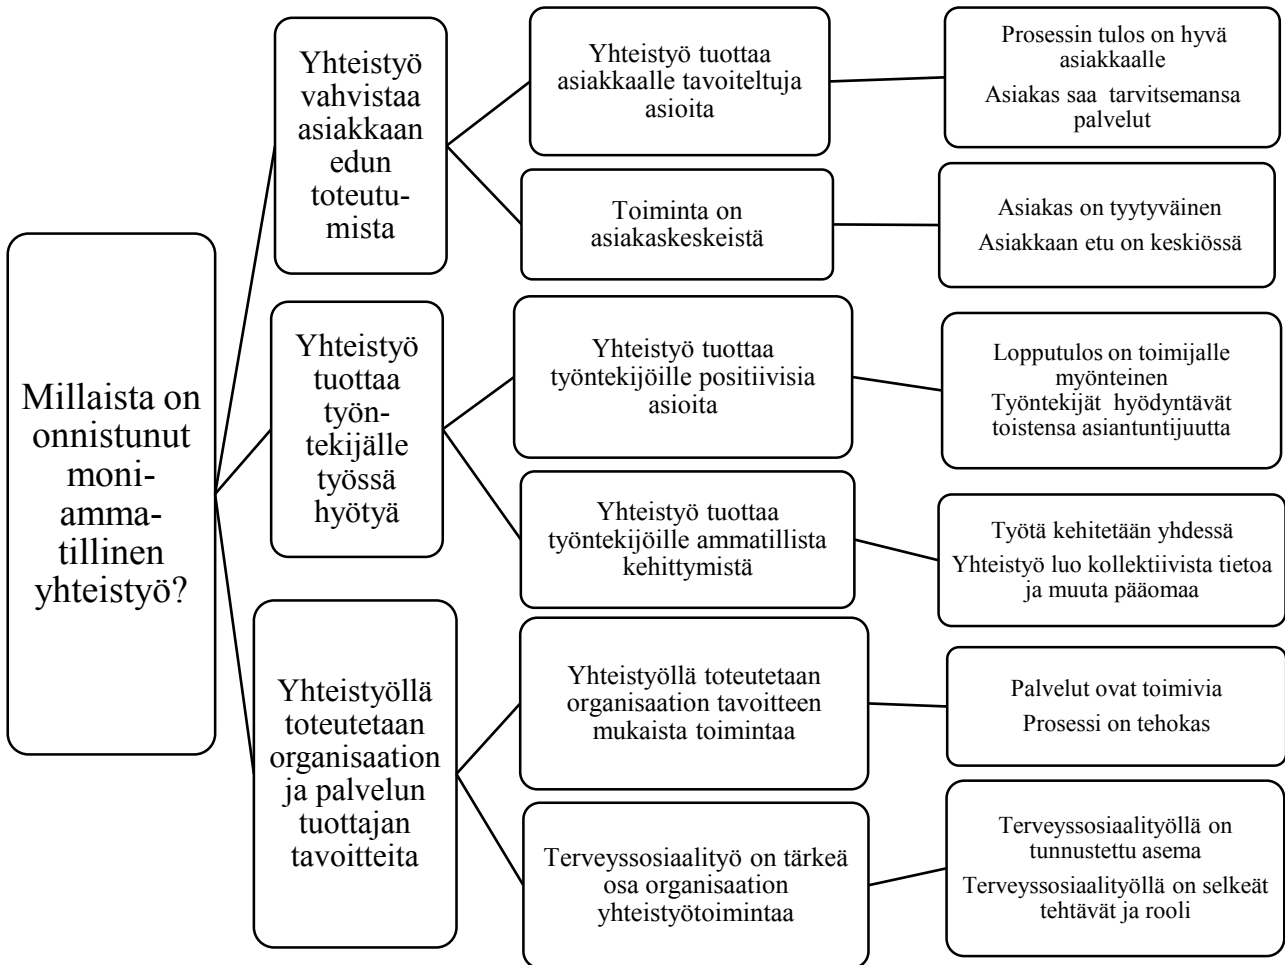 Millaista on
onnistunut
moni-
amma-
tillinen
yhteistyö?
Yhteistyö
vahvistaa
asiakkaan
edun
toteutu-
mista
Yhteistyö tuottaa
asiakkaalle tavoiteltuja
asioita
Prosessin tulos on hyvä
asiakkaalle
Asiakas saa tarvitsemansa
palvelut
Toiminta on
asiakaskeskeistä
Asiakas on tyytyväinen
Asiakkaan etu on keskiössä
Yhteistyö
tuottaa
työn-
tekijälle
työssä
hyötyä
Yhteistyö tuottaa
työntekijöille positiivisia
asioita
Lopputulos on toimijalle
myönteinen
Työntekijät hyödyntävät
toistensa asiantuntijuutta
Yhteistyö tuottaa
työntekijöille ammatillista
kehittymistä
Työtä kehitetään yhdessä
Yhteistyö luo kollektiivista tietoa
ja muuta pääomaa
Yhteistyöllä
toteutetaan
organisaation
ja palvelun
tuottajan
tavoitteita
Yhteistyöllä toteutetaan
organisaation tavoitteen
mukaista toimintaa
Palvelut ovat toimivia
Prosessi on tehokas
Terveyssosiaalityö on tärkeä
osa organisaation
yhteistyötoimintaa
Terveyssosiaalityöllä on
tunnustettu asema
Terveyssosiaalityöllä on selkeät
tehtävät ja rooli